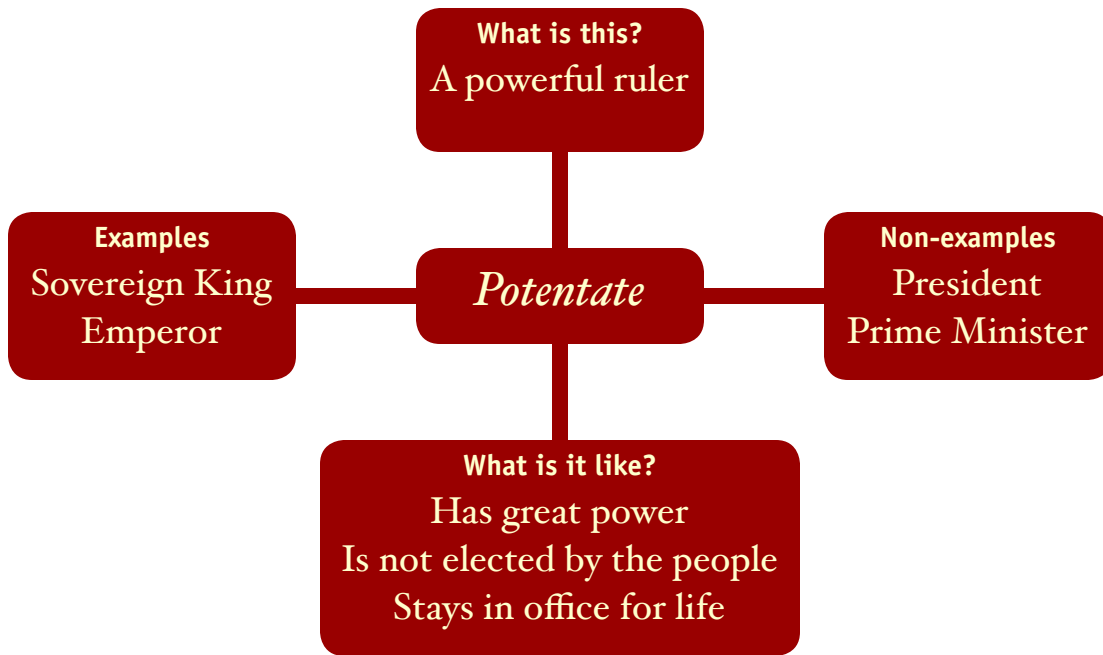 What is this?
A powerful ruler
Examples
Sovereign King
Emperor
Potentate
Non-examples
President
Prime Minister
What is it like?
Has great power
Is not elected by the people
Stays in office for life